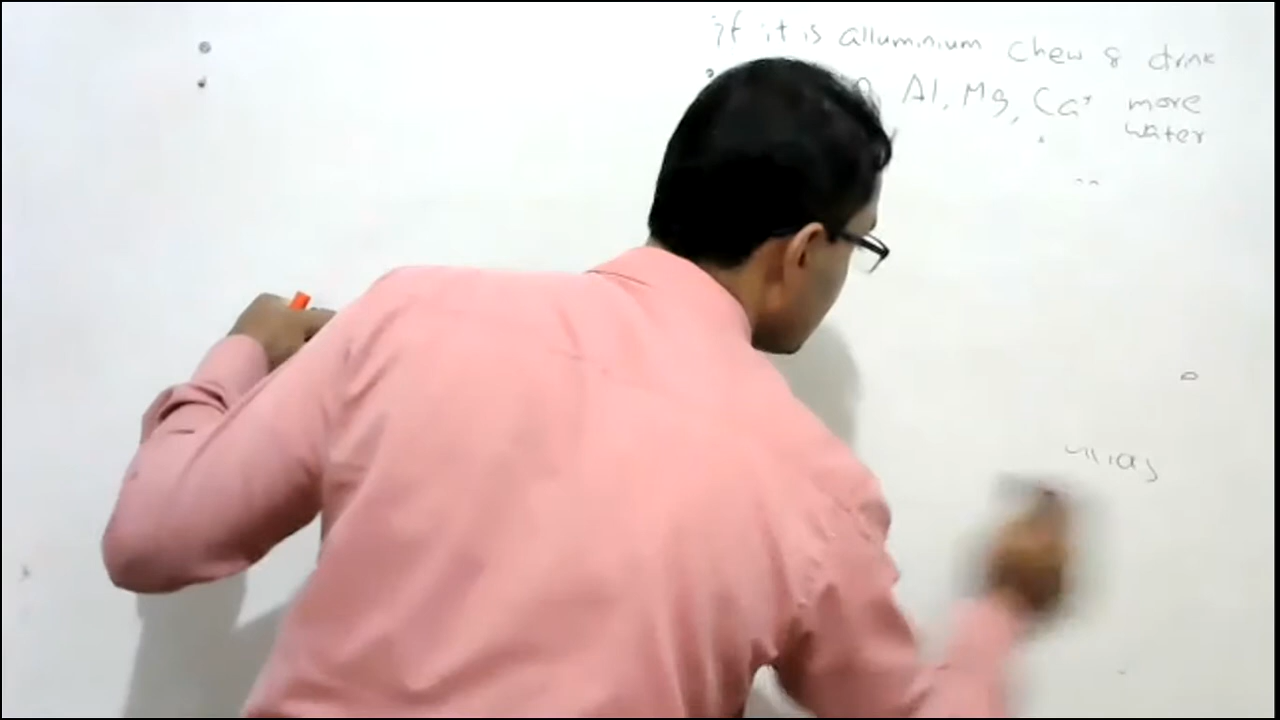 if it is alluminium chew & drink
Al, Mg, Ca more
water